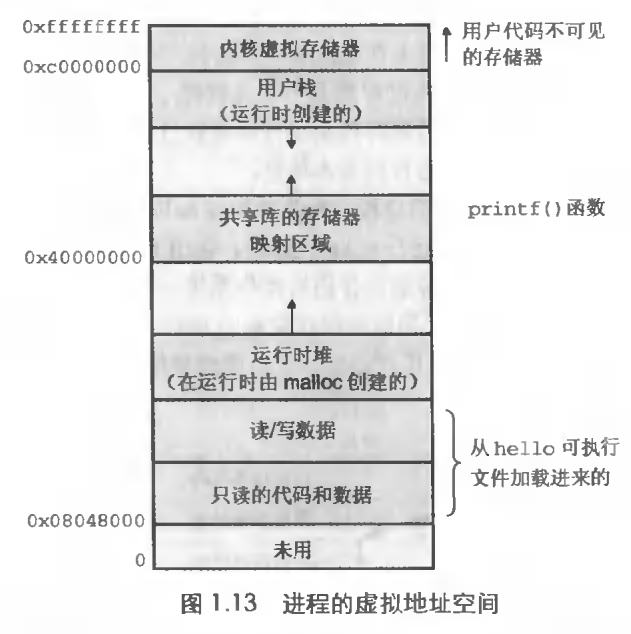 0xffffffff
内核虚拟存储器
用户代码不可见
的存储器
0xc0000000
用户栈
（运行时创建的）
共享库的存储器
映射区域
printf()函数
0x40000000
运行时堆
（在运行时由 malloc 创建的）
读/写数据
从hello可执行
文件加载进来的
只读的代码和数据
0x08048000
未用
0
图 1.13 进程的虚拟地址空间